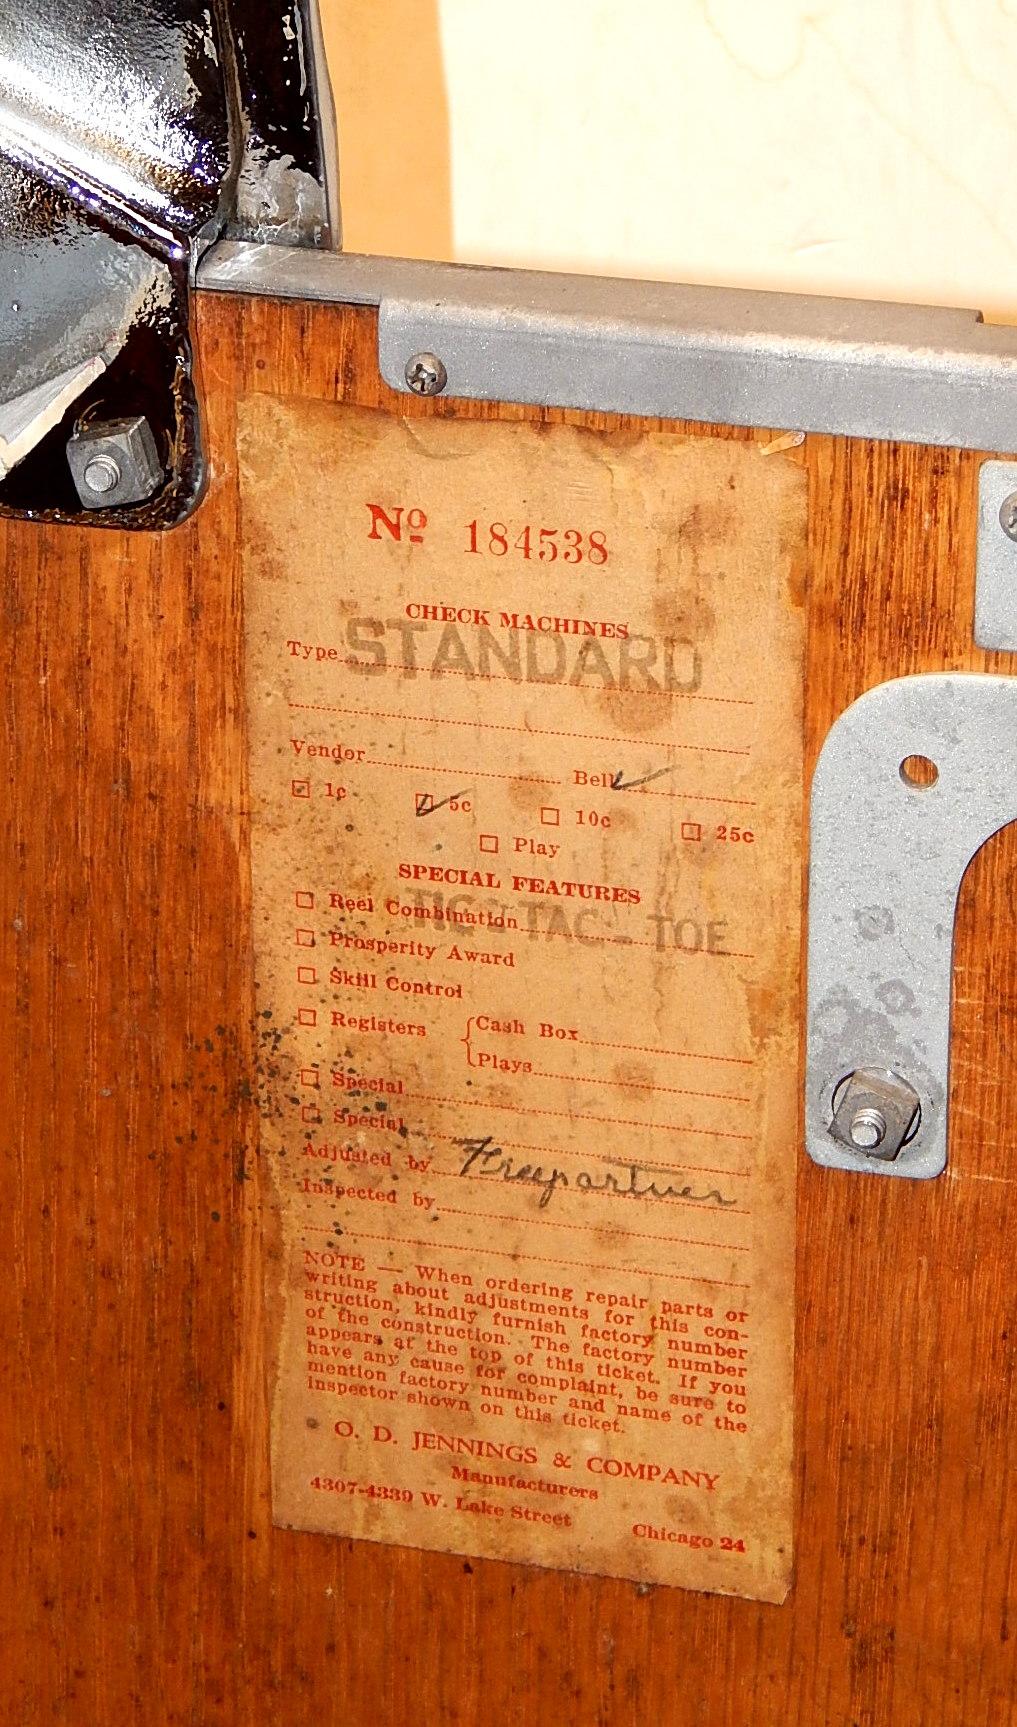 Nº 184538
CHECK MACHINES
Type STANDARD
Vendor Bell ✓
☐ 1c ☑ 5c ☐ 10c ☐ 25c
☐ Play
SPECIAL FEATURES
☐ Reel Combination TIC-TAC-TOE
☐ Prosperity Award
☐ Skill Control
☐ Registers { Cash Box
Plays
☐ Special
☐ Special
Adjusted by
Inspected by
NOTE — When ordering repair parts or
writing about adjustments for this con-
struction, kindly furnish factory number
of the construction. The factory number
appears at the top of this ticket. If you
have any cause for complaint, be sure to
mention factory number and name of the
inspector shown on this ticket.
O. D. JENNINGS & COMPANY
Manufacturers
4307-4339 W. Lake Street Chicago 24